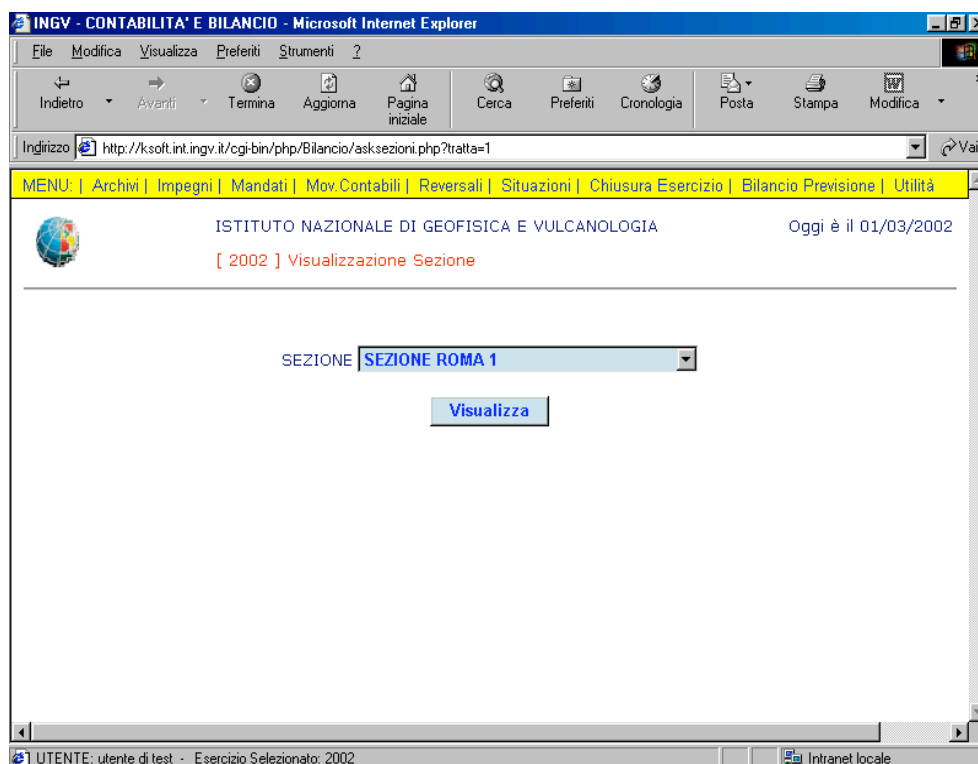 INGV - CONTABILITA' E BILANCIO - Microsoft Internet Explorer
File Modifica Visualizza Preferiti Strumenti ?
Indietro Avanti Termina Aggiorna Pagina iniziale Cerca Preferiti Cronologia Posta Stampa Modifica
Indirizzo http://ksoft.int.ingv.it/cgi-bin/php/Bilancio/asksezioni.php?tratta=1 Vai
MENU: | Archivi | Impegni | Mandati | Mov.Contabili | Reversali | Situazioni | Chiusura Esercizio | Bilancio Previsione | Utilità
ISTITUTO NAZIONALE DI GEOFISICA E VULCANOLOGIA Oggi è il 01/03/2002
[ 2002 ] Visualizzazione Sezione
SEZIONE SEZIONE ROMA 1
Visualizza
UTENTE: utente di test - Esercizio Selezionato: 2002 Intranet locale